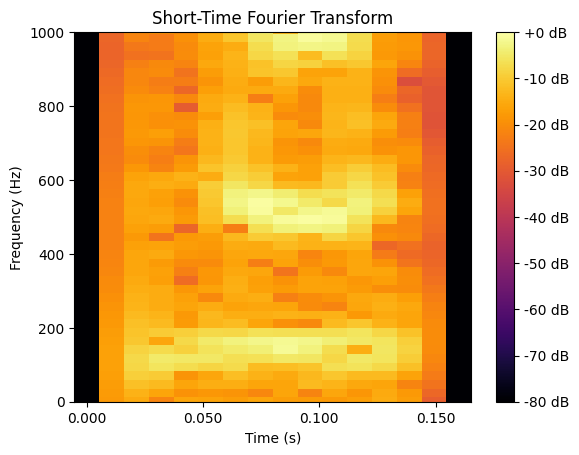 Short-Time Fourier Transform
1000
800
600
400
200
0
Frequency (Hz)
0.000
0.050
0.100
0.150
Time (s)
+0 dB
-10 dB
-20 dB
-30 dB
-40 dB
-50 dB
-60 dB
-70 dB
-80 dB